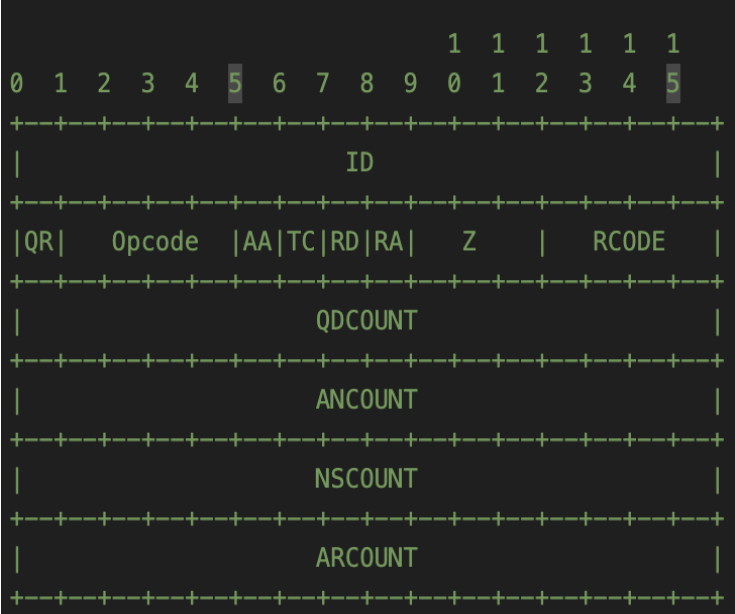 1 1 1 1 1 1
0 1 2 3 4 5 6 7 8 9 0 1 2 3 4 5
+--+--+--+--+--+--+--+--+--+--+--+--+--+--+--+--+
| ID |
+--+--+--+--+--+--+--+--+--+--+--+--+--+--+--+--+
|QR| Opcode |AA|TC|RD|RA| Z | RCODE |
+--+--+--+--+--+--+--+--+--+--+--+--+--+--+--+--+
| QDCOUNT |
+--+--+--+--+--+--+--+--+--+--+--+--+--+--+--+--+
| ANCOUNT |
+--+--+--+--+--+--+--+--+--+--+--+--+--+--+--+--+
| NSCOUNT |
+--+--+--+--+--+--+--+--+--+--+--+--+--+--+--+--+
| ARCOUNT |
+--+--+--+--+--+--+--+--+--+--+--+--+--+--+--+--+